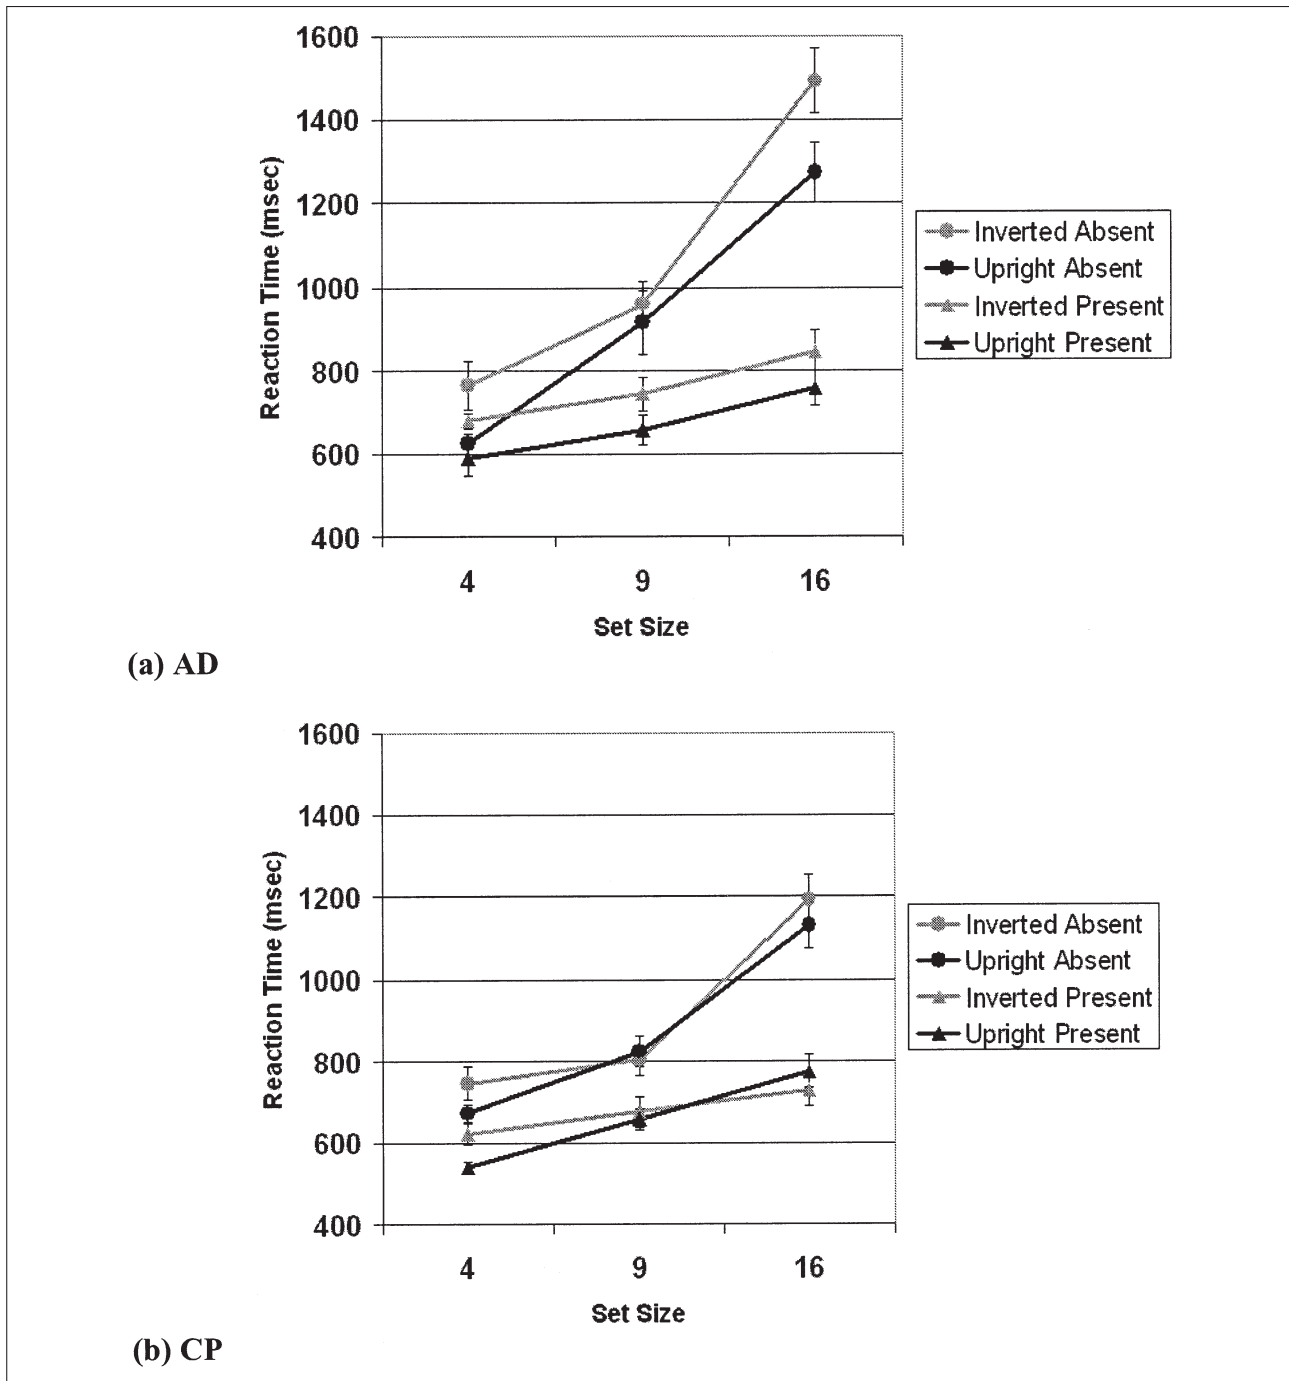 1600
1400
1200
1000
800
600
400
Reaction Time (msec)
4 9 16
Set Size
Inverted Absent
Upright Absent
Inverted Present
Upright Present
(a) AD
1600
1400
1200
1000
800
600
400
Reaction Time (msec)
4 9 16
Set Size
Inverted Absent
Upright Absent
Inverted Present
Upright Present
(b) CP